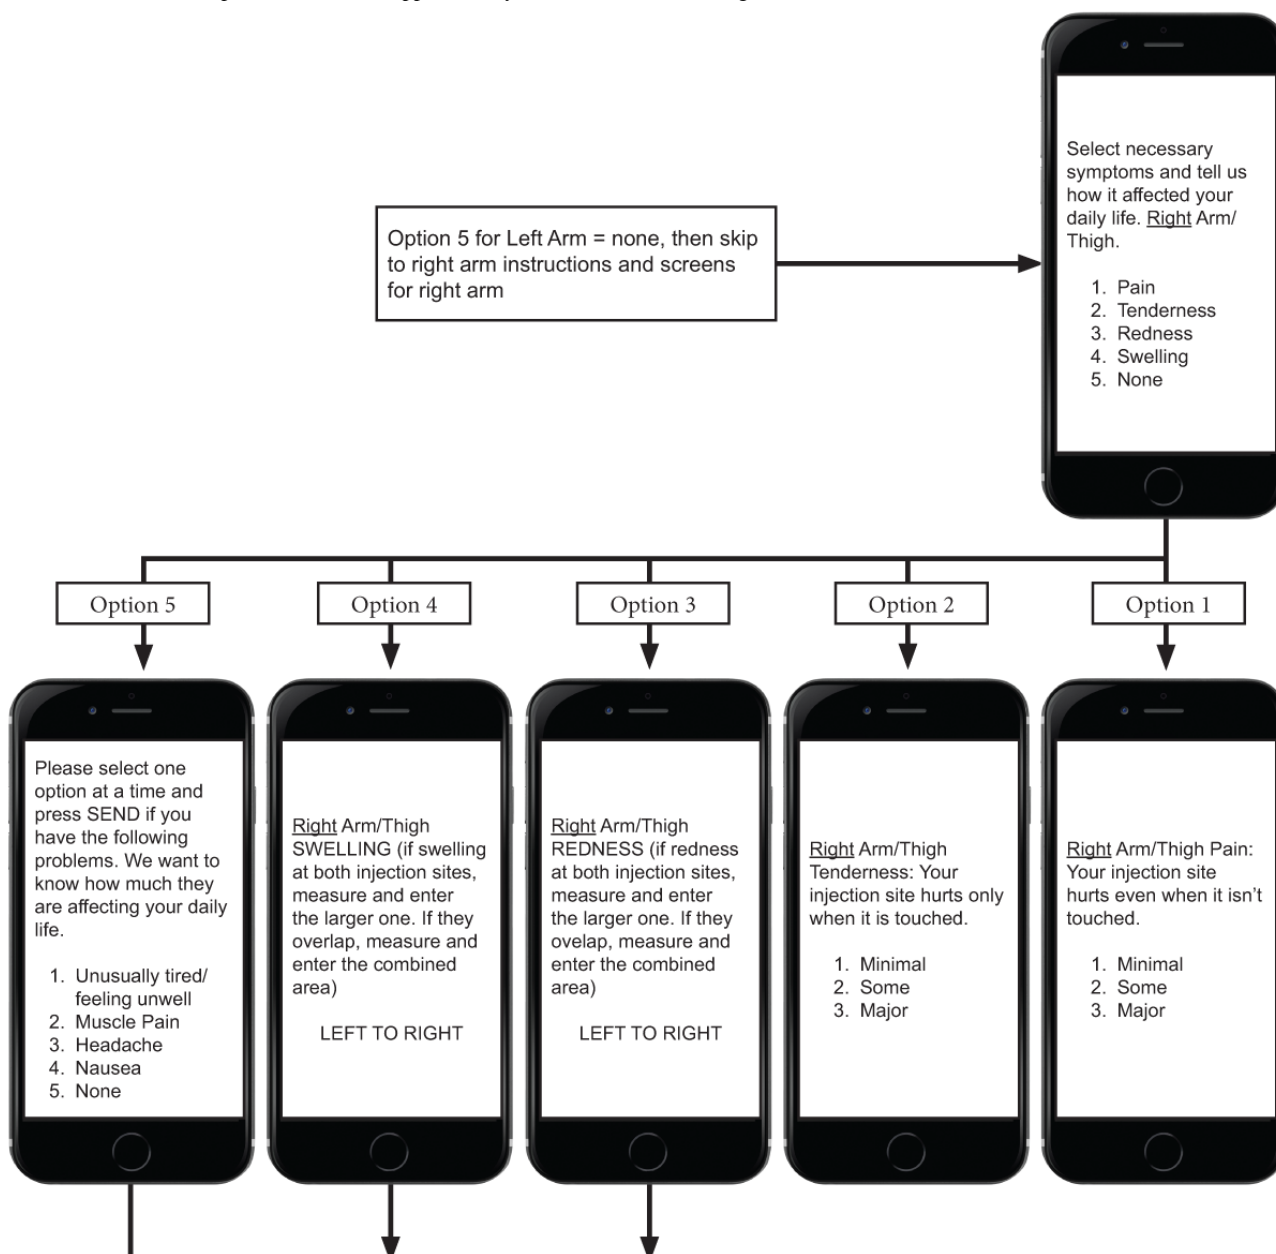 Select necessary
symptoms and tell us
how it affected your
daily life. Right Arm/
Thigh.
1. Pain
2. Tenderness
3. Redness
4. Swelling
5. None
Option 5 for Left Arm = none, then skip
to right arm instructions and screens
for right arm
Option 5
Option 4
Option 3
Option 2
Option 1
Please select one
option at a time and
press SEND if you
have the following
problems. We want to
know how much they
are affecting your daily
life.
1. Unusually tired/
feeling unwell
2. Muscle Pain
3. Headache
4. Nausea
5. None
Right Arm/Thigh
SWELLING (if swelling
at both injection sites,
measure and enter
the larger one. If they
overlap, measure and
enter the combined
area)
LEFT TO RIGHT
Right Arm/Thigh
REDNESS (if redness
at both injection sites,
measure and enter
the larger one. If they
ovelap, measure and
enter the combined
area)
LEFT TO RIGHT
Right Arm/Thigh
Tenderness: Your
injection site hurts only
when it is touched.
1. Minimal
2. Some
3. Major
Right Arm/Thigh Pain:
Your injection site
hurts even when it isn't
touched.
1. Minimal
2. Some
3. Major